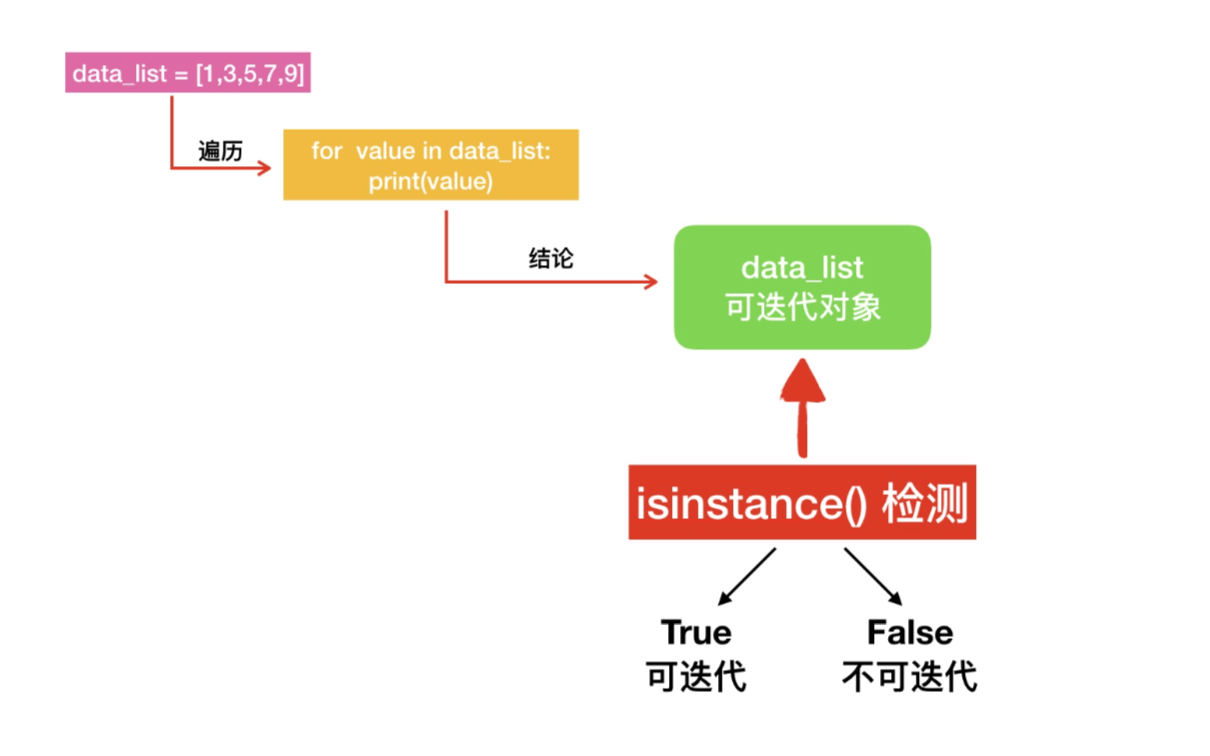 data_list = [1,3,5,7,9]
遍历
for  value in data_list:
print(value)
结论
data_list
可迭代对象
isinstance() 检测
True
可迭代
False
不可迭代